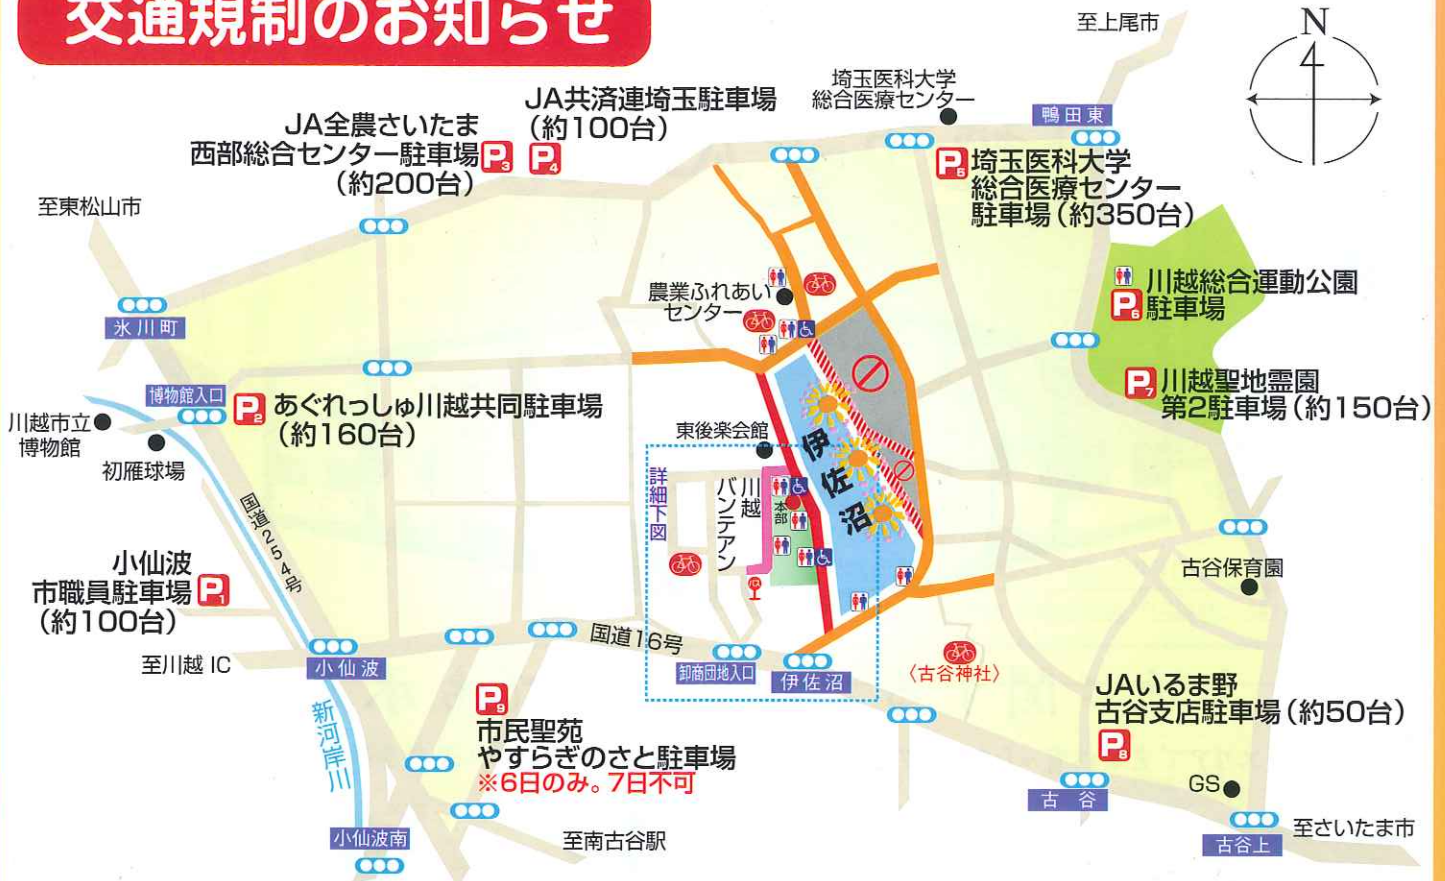 交通規制のお知らせ
至上尾市
N
埼玉医科大学
総合医療センター
鴨田東
JA共済連埼玉駐車場
(約100台)
P4
JA全農さいたま
西部総合センター駐車場
(約200台)
P3
P5
埼玉医科大学
総合医療センター
駐車場(約350台)
至東松山市
氷川町
農業ふれあい
センター
川越総合運動公園
駐車場
P6
博物館入口
P2
あぐれっしゅ川越共同駐車場
(約160台)
P7
川越聖地霊園
第2駐車場(約150台)
川越市立
博物館
初雁球場
東後楽会館
伊佐沼
詳細下図
川越
バンテアン
本部
国道254号
小仙波
市職員駐車場
(約100台)
P1
古谷保育園
国道16号
至川越 IC
小仙波
卸商団地入口
伊佐沼
〈古谷神社〉
新河岸川
P9
市民聖苑
やすらぎのさと駐車場
※6日のみ。7日不可
JAいるま野
古谷支店駐車場(約50台)
P8
GS
古谷
小仙波南
至南古谷駅
古谷上
至さいたま市